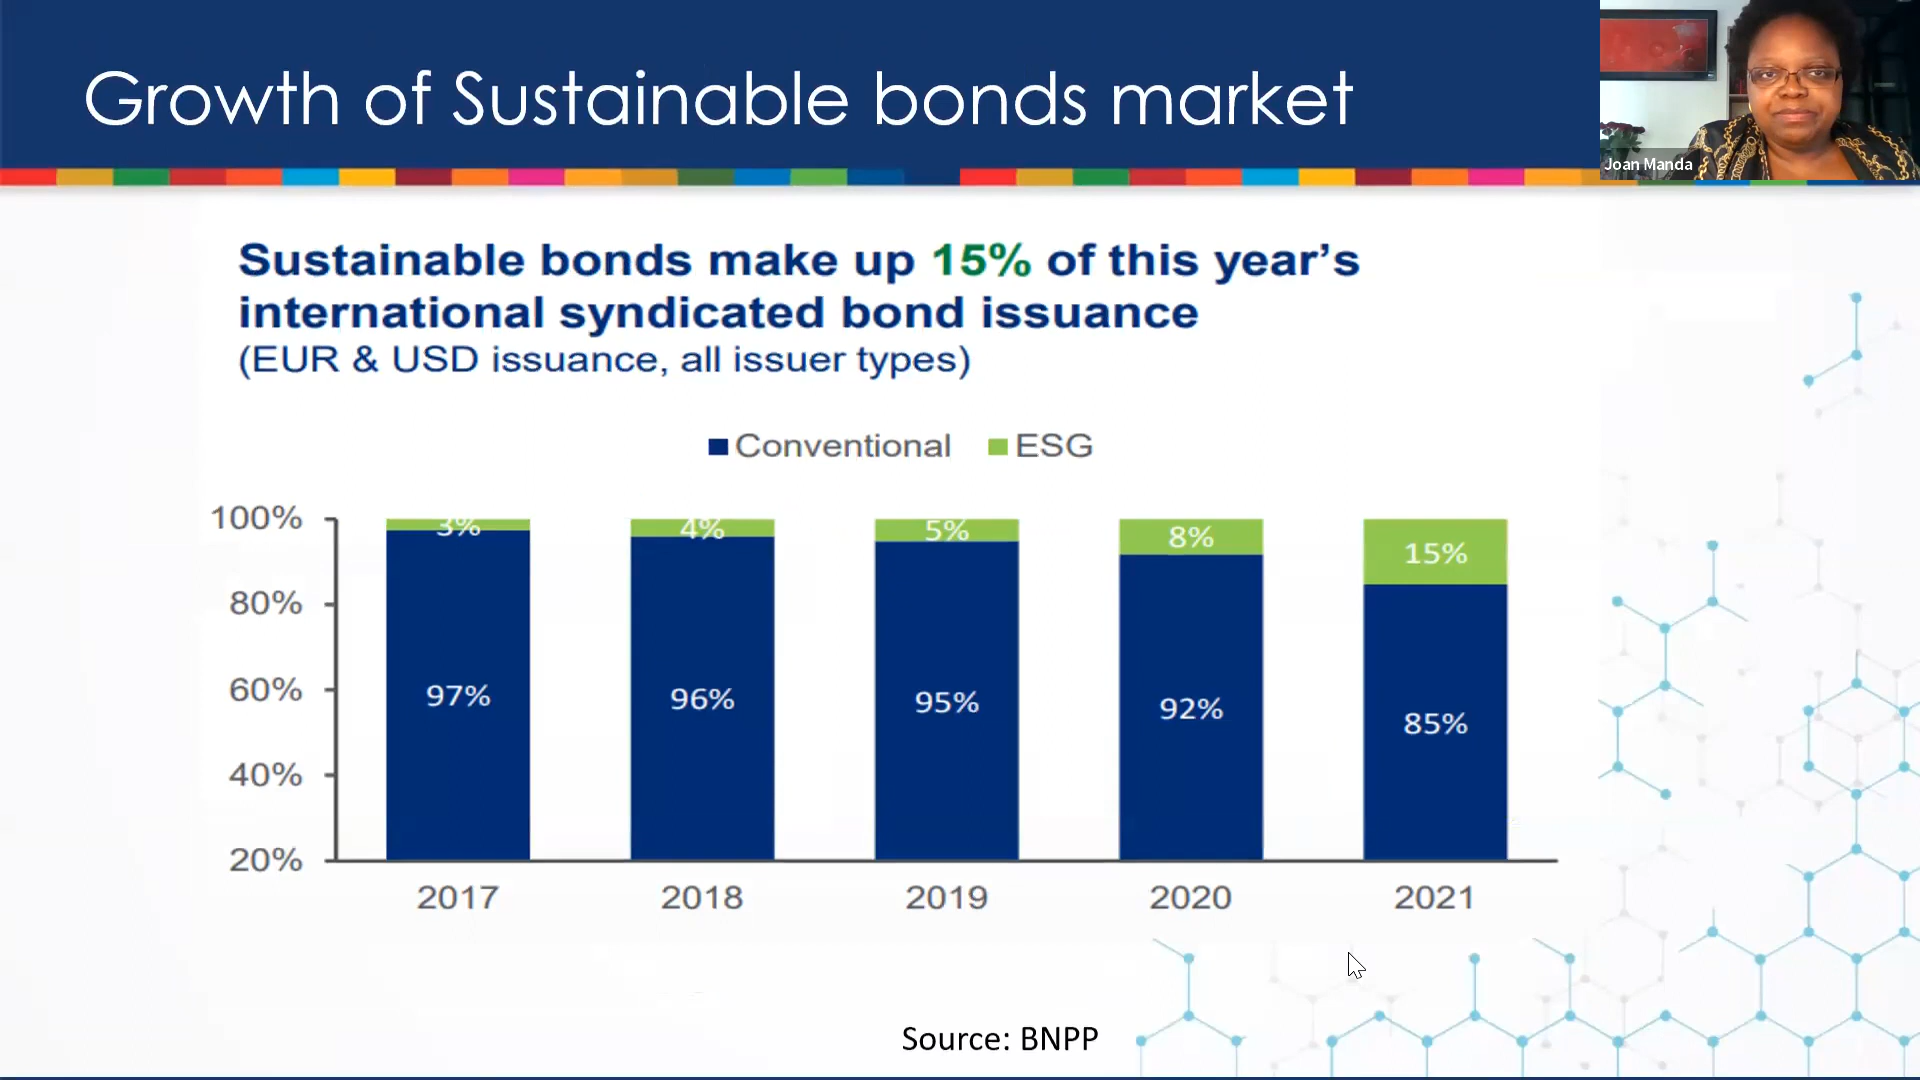 Growth of Sustainable bonds market
Joan Manda
Sustainable bonds make up 15% of this year’s
international syndicated bond issuance
(EUR & USD issuance, all issuer types)
Conventional ESG
100%
80%
60%
40%
20%
3% 4% 5% 8% 15%
97% 96% 95% 92% 85%
2017 2018 2019 2020 2021
Source: BNPP